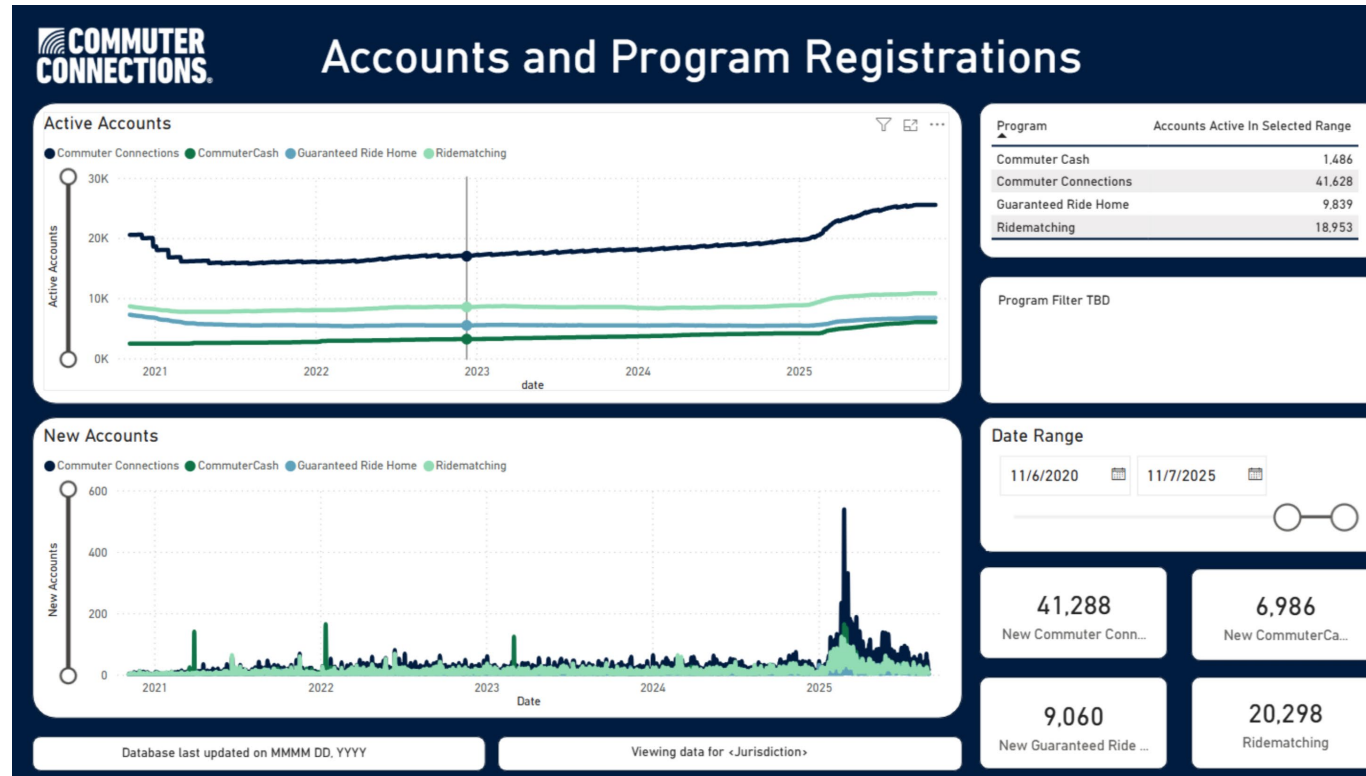 COMMUTER
CONNECTIONS®
Accounts and Program Registrations
Active Accounts
Commuter Connections CommuterCash Guaranteed Ride Home Ridematching
30K
20K
10K
0K
Active Accounts
2021 2022 2023 2024 2025
date
Program Accounts Active In Selected Range
Commuter Cash 1,486
Commuter Connections 41,628
Guaranteed Ride Home 9,839
Ridematching 18,953
Program Filter TBD
New Accounts
Commuter Connections CommuterCash Guaranteed Ride Home Ridematching
600
400
200
0
New Accounts
2021 2022 2023 2024 2025
Date
Date Range
11/6/2020 11/7/2025
41,288
New Commuter Conn...
6,986
New CommuterCa...
9,060
New Guaranteed Ride ...
20,298
Ridematching
Database last updated on MMMM DD, YYYY
Viewing data for <Jurisdiction>